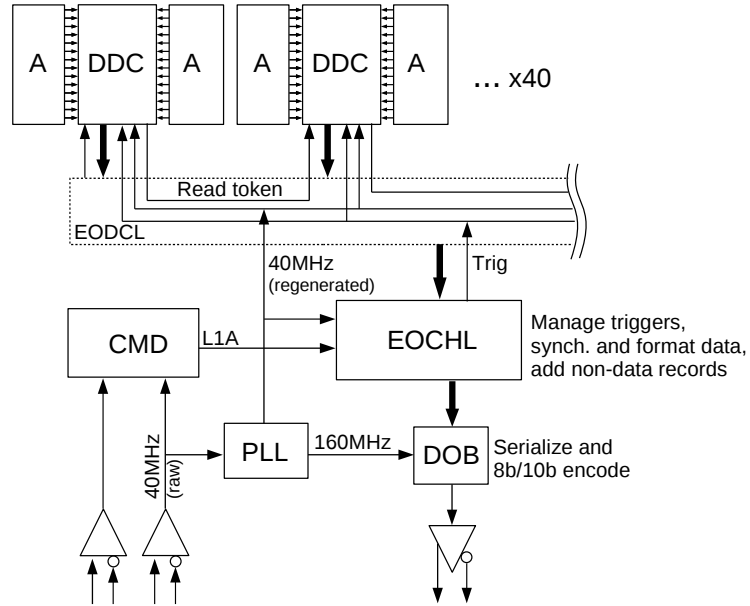 A DDC A A DDC A ... x40
Read token
EODCL
40MHz
(regenerated)
Trig
CMD
L1A
EOCHL
Manage triggers,
synch. and format data,
add non-data records
40MHz
(raw)
PLL
160MHz
DOB
Serialize and
8b/10b encode